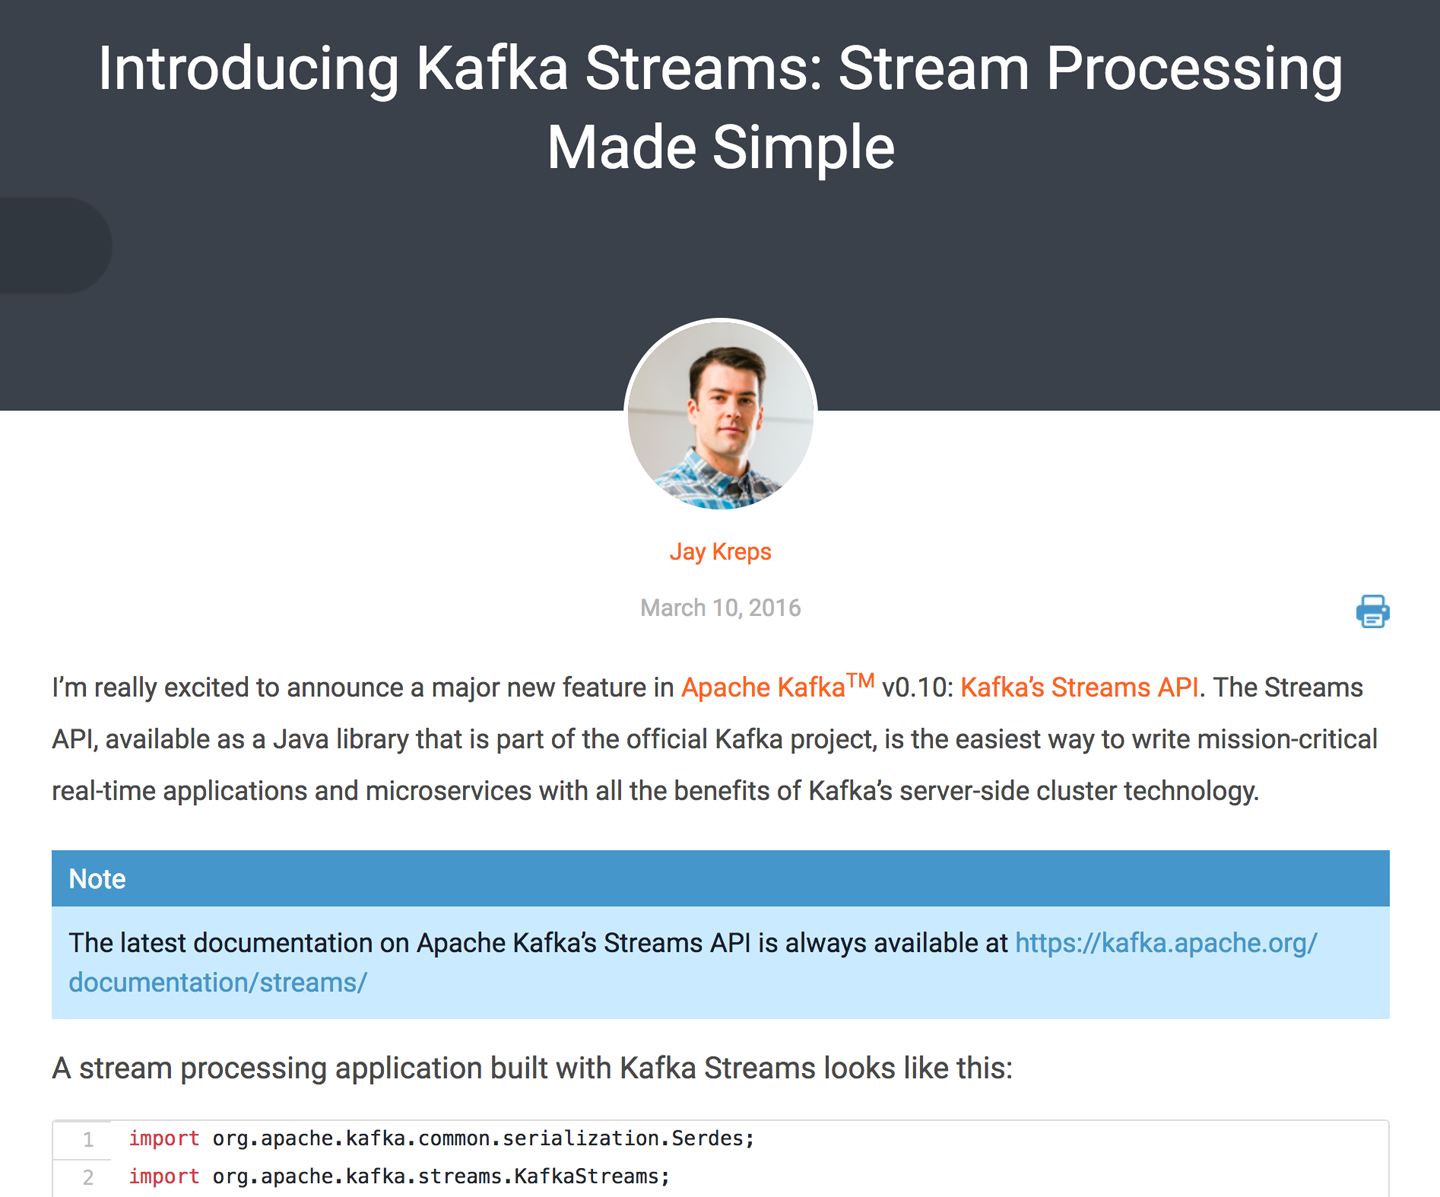 Introducing Kafka Streams: Stream Processing
Made Simple
Jay Kreps
March 10, 2016
I’m really excited to announce a major new feature in Apache Kafka™ v0.10: Kafka’s Streams API. The Streams
API, available as a Java library that is part of the official Kafka project, is the easiest way to write mission-critical
real-time applications and microservices with all the benefits of Kafka’s server-side cluster technology.
Note
The latest documentation on Apache Kafka’s Streams API is always available at https://kafka.apache.org/
documentation/streams/
A stream processing application built with Kafka Streams looks like this:
1 import org.apache.kafka.common.serialization.Serdes;
2 import org.apache.kafka.streams.KafkaStreams;